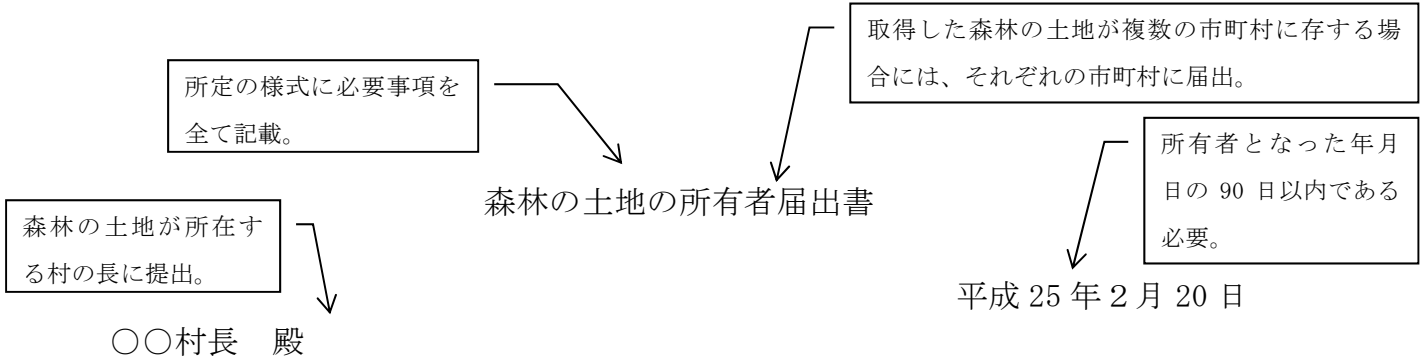 取得した森林の土地が複数の市町村に存する場
合には、それぞれの市町村に届出。
所定の様式に必要事項を
全て記載。
所有者となった年月
日の 90 日以内である
必要。
森林の土地の所有者届出書
森林の土地が所在す
る村の長に提出。
平成 25 年２月 20 日
○○村長　殿